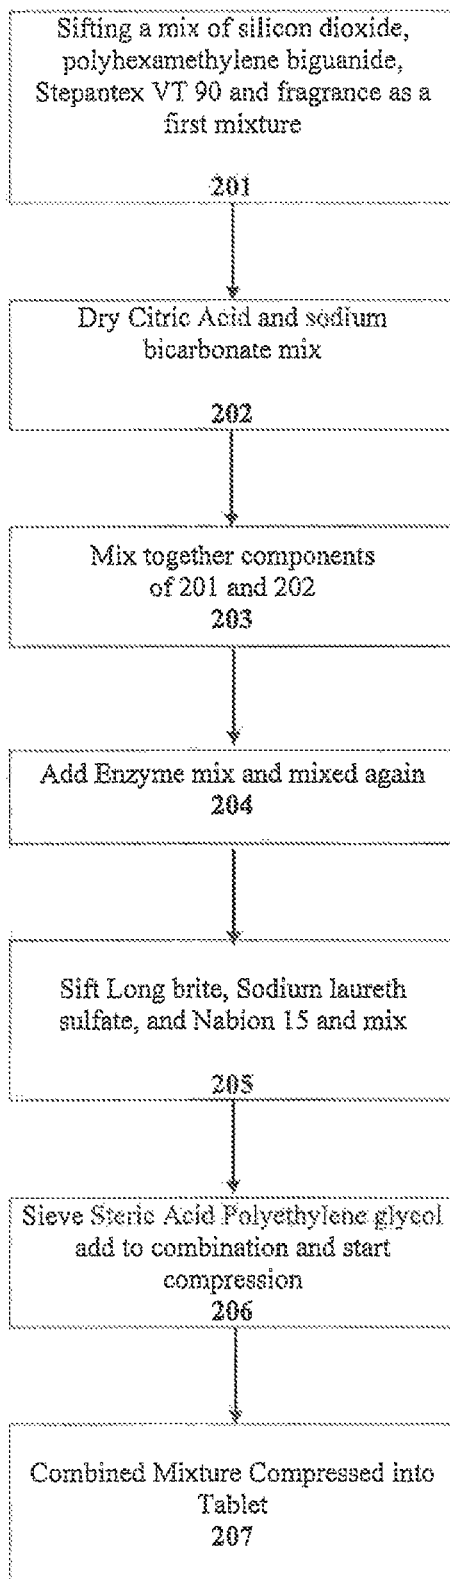 Sifting a mix of silicon dioxide,
polyhexamethylene biguanide,
Stepantex VT 90 and fragrance as a
first mixture
201
Dry Citric Acid and sodium
bicarbonate mix
202
Mix together components
of 201 and 202
203
Add Enzyme mix and mixed again
204
Sift Long brite, Sodium laureth
sulfate, and Nabion 15 and mix
205
Sieve Steric Acid Polyethylene glycol
add to combination and start
compression
206
Combined Mixture Compressed into
Tablet
207